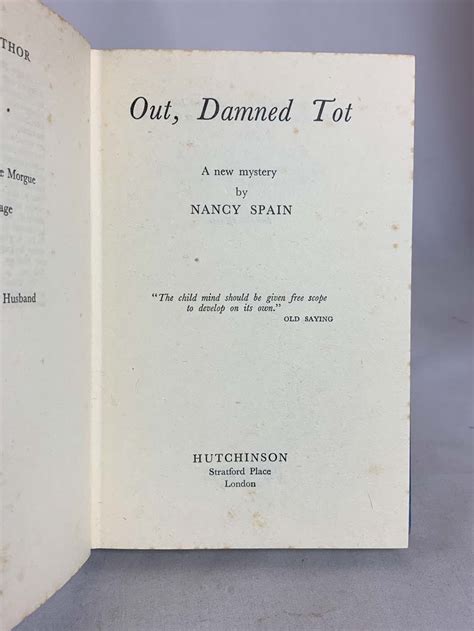 THOR
e Morgue
age
Husband
Out, Damned Tot
A new mystery
by
NANCY SPAIN
"The child mind should be given free scope
to develop on its own."
OLD SAYING
HUTCHINSON
Stratford Place
London